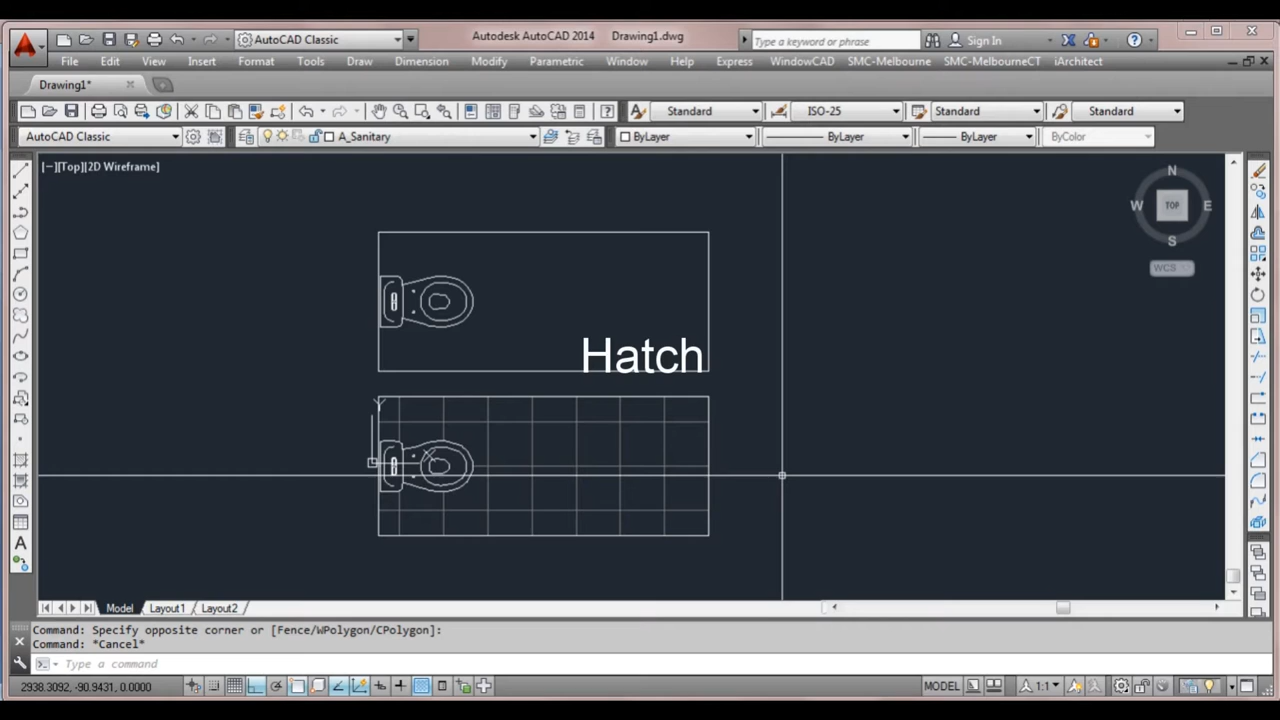 Autodesk AutoCAD 2014 Drawing1.dwg
AutoCAD Classic
Type a keyword or phrase
Sign In
File Edit View Insert Format Tools Draw Dimension Modify Parametric Window Help Express WindowCAD SMC-Melbourne SMC-MelbourneCT iArchitect
Drawing1*
Standard ISO-25 Standard Standard
AutoCAD Classic A_Sanitary ByLayer ByLayer ByLayer ByColor
[−][Top][2D Wireframe]
N
W TOP E
S
WCS
Hatch
Y
X
Model Layout1 Layout2
Command: Specify opposite corner or [Fence/WPolygon/CPolygon]:
Command: *Cancel*
Type a command
2938.3092, -90.9431, 0.0000 MODEL 1:1